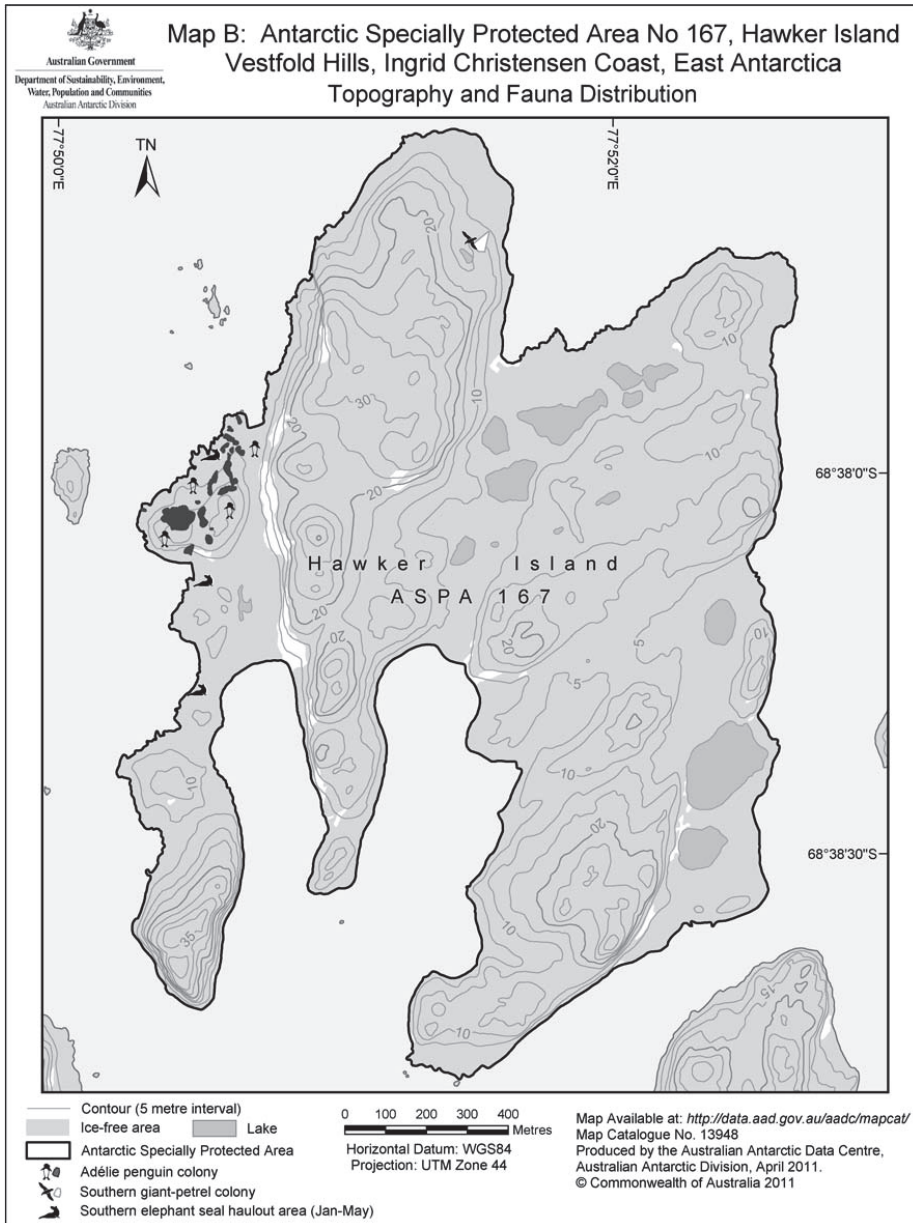 Australian Government
Department of Sustainability, Environment,
Water, Population and Communities
Australian Antarctic Division
Map B: Antarctic Specially Protected Area No 167, Hawker Island
Vestfold Hills, Ingrid Christensen Coast, East Antarctica
Topography and Fauna Distribution
77°50'0"E
77°52'0"E
TN
20
10
10
30
20
10
68°38'0"S
20
Hawker Island
ASPA 167
20
20
20
5
10
5
10
10
20
68°38'30"S
10
35
15
10
Contour (5 metre interval)
Ice-free area
Lake
Antarctic Specially Protected Area
Adélie penguin colony
Southern giant-petrel colony
Southern elephant seal haulout area (Jan-May)
0 100 200 300 400 Metres
Horizontal Datum: WGS84
Projection: UTM Zone 44
Map Available at: http://data.aad.gov.au/aadc/mapcat/
Map Catalogue No. 13948
Produced by the Australian Antarctic Data Centre,
Australian Antarctic Division, April 2011.
© Commonwealth of Australia 2011